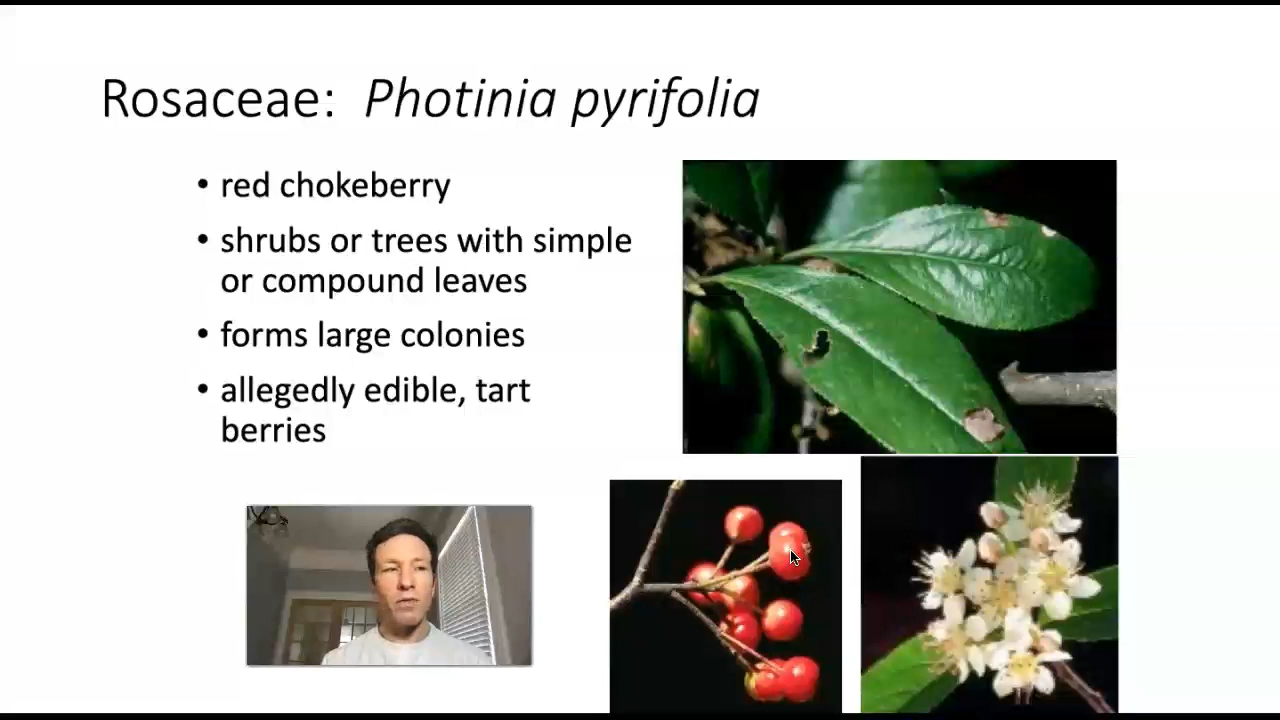 Rosaceae: Photinia pyrifolia
• red chokeberry
• shrubs or trees with simple
or compound leaves
• forms large colonies
• allegedly edible, tart
berries